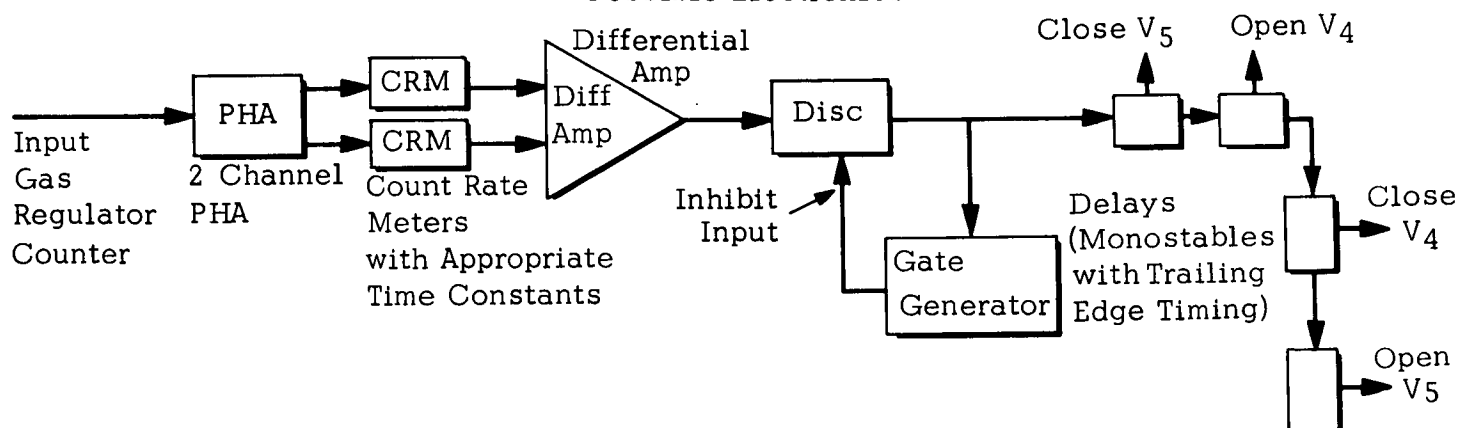 Close V5
Open V4
Differential
Amp
CRM
PHA
Diff
Amp
CRM
Disc
Input
Gas
Regulator
Counter
2 Channel
PHA
Count Rate
Meters
with Appropriate
Time Constants
Inhibit
Input
Gate
Generator
Delays
(Monostables
with Trailing
Edge Timing)
Close
V4
Open
V5